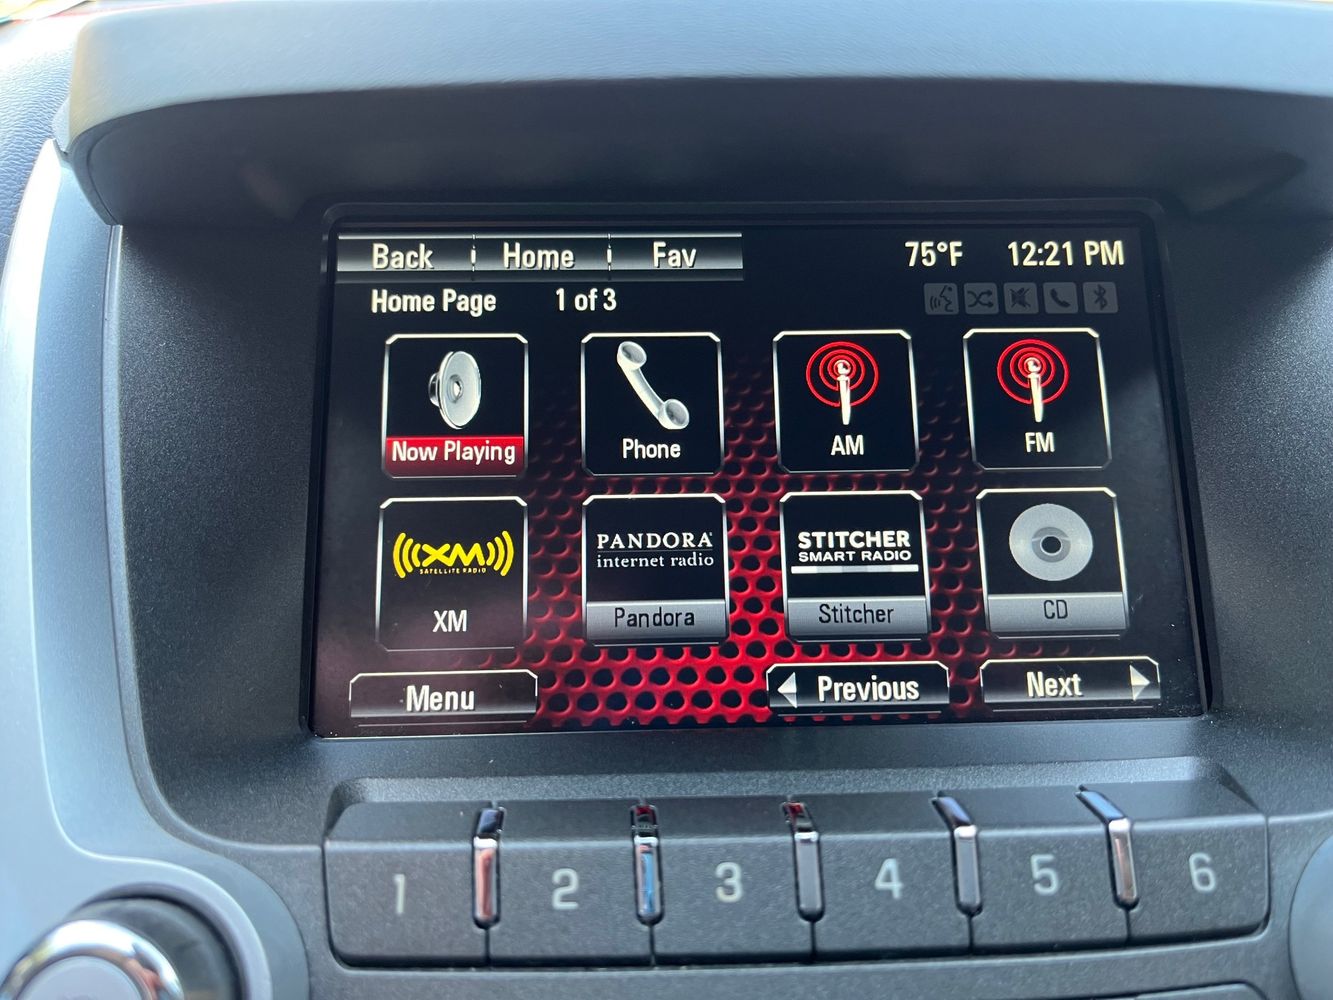 Back Home Fav 75°F 12:21 PM
Home Page 1 of 3
Now Playing
Phone
AM
FM
XM
SATELLITE RADIO
XM
PANDORA
internet radio
Pandora
STITCHER
SMART RADIO
Stitcher
CD
Menu Previous Next
1 2 3 4 5 6